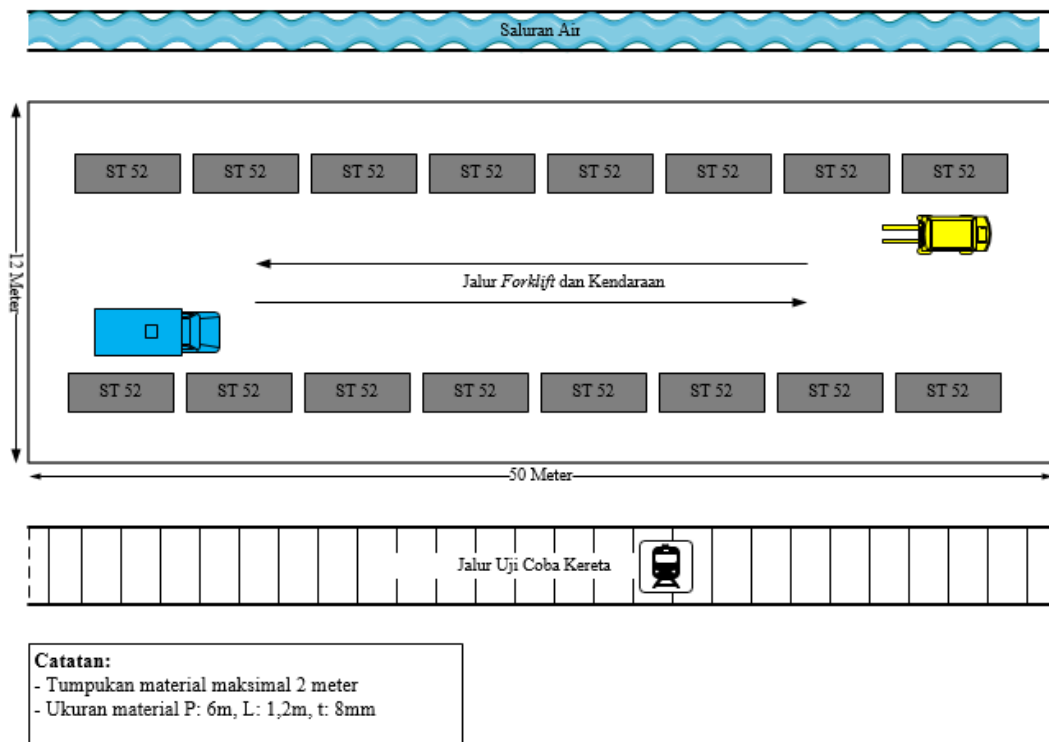 Saluran Air
ST 52 ST 52 ST 52 ST 52 ST 52 ST 52 ST 52 ST 52
12 Meter
Jalur Forklift dan Kendaraan
ST 52 ST 52 ST 52 ST 52 ST 52 ST 52 ST 52 ST 52
50 Meter
Jalur Uji Coba Kereta
Catatan:
- Tumpukan material maksimal 2 meter
- Ukuran material P: 6m, L: 1,2m, t: 8mm